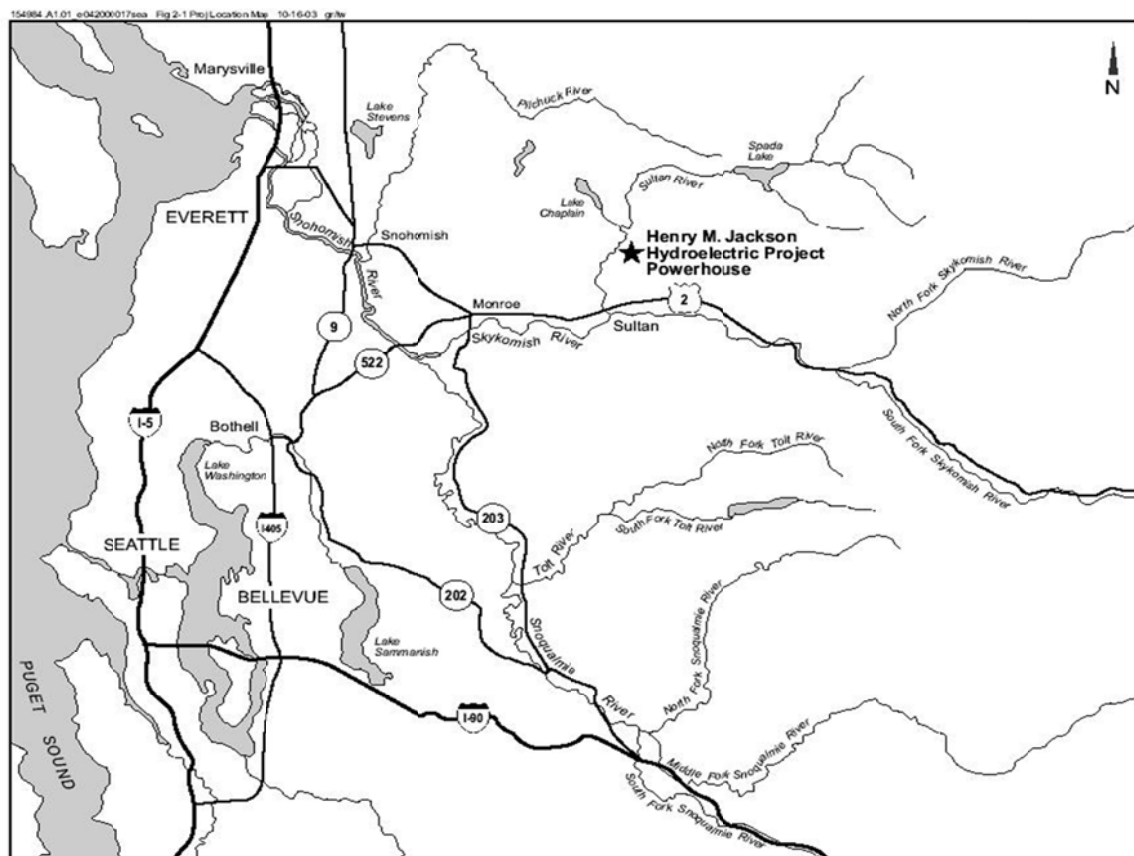 154984.A1.01_e042000017sea Fig 2-1 Proj Location Map 10-16-03 gr/tw
Marysville
N
Lake
Stevens
Pilchuck River
Spada
Lake
Sultan River
Lake
Chaplain
EVERETT
Snohomish
River
Snohomish
Henry M. Jackson
Hydroelectric Project
Powerhouse
North Fork Skykomish River
Monroe
2
Sultan
Skykomish River
9
522
I-5
Bothell
South Fork Skykomish River
Lake
Washington
North Fork Tolt River
I405
203
South Fork Tolt River
SEATTLE
Tolt River
BELLEVUE
202
Lake
Sammanish
Snoqualmie
River
North Fork Snoqualmie River
PUGET SOUND
I-90
Middle Fork Snoqualmie River
South Fork Snoqualmie River